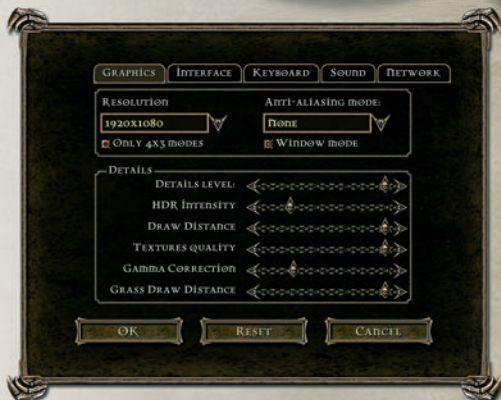 Graphics Interface Keyboard Sound Network
Resolution Anti-aliasing mode:
1920x1080 None
Only 4x3 modes Window mode
Details
Details level:
HDR Intensity
Draw Distance
Textures quality
Gamma Correction
Grass Draw Distance
OK Reset Cancel